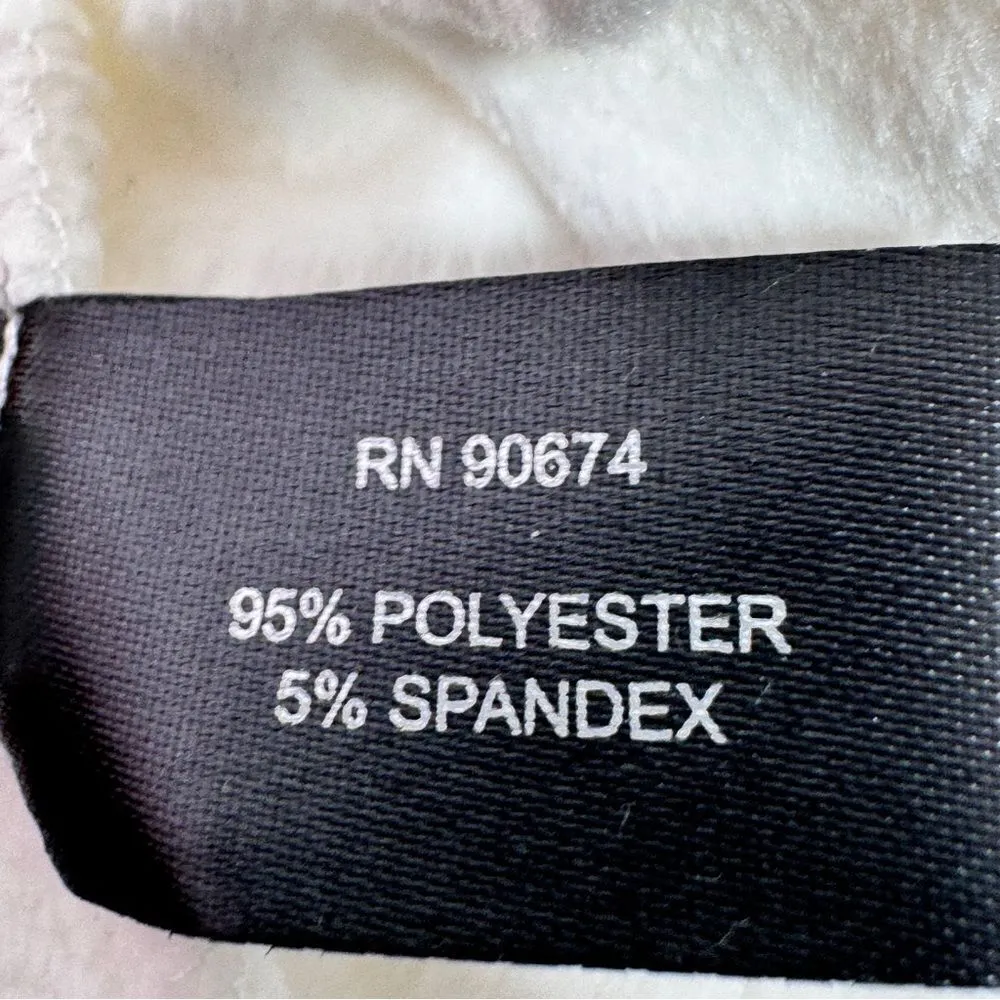 RN 90674
95% POLYESTER
5% SPANDEX